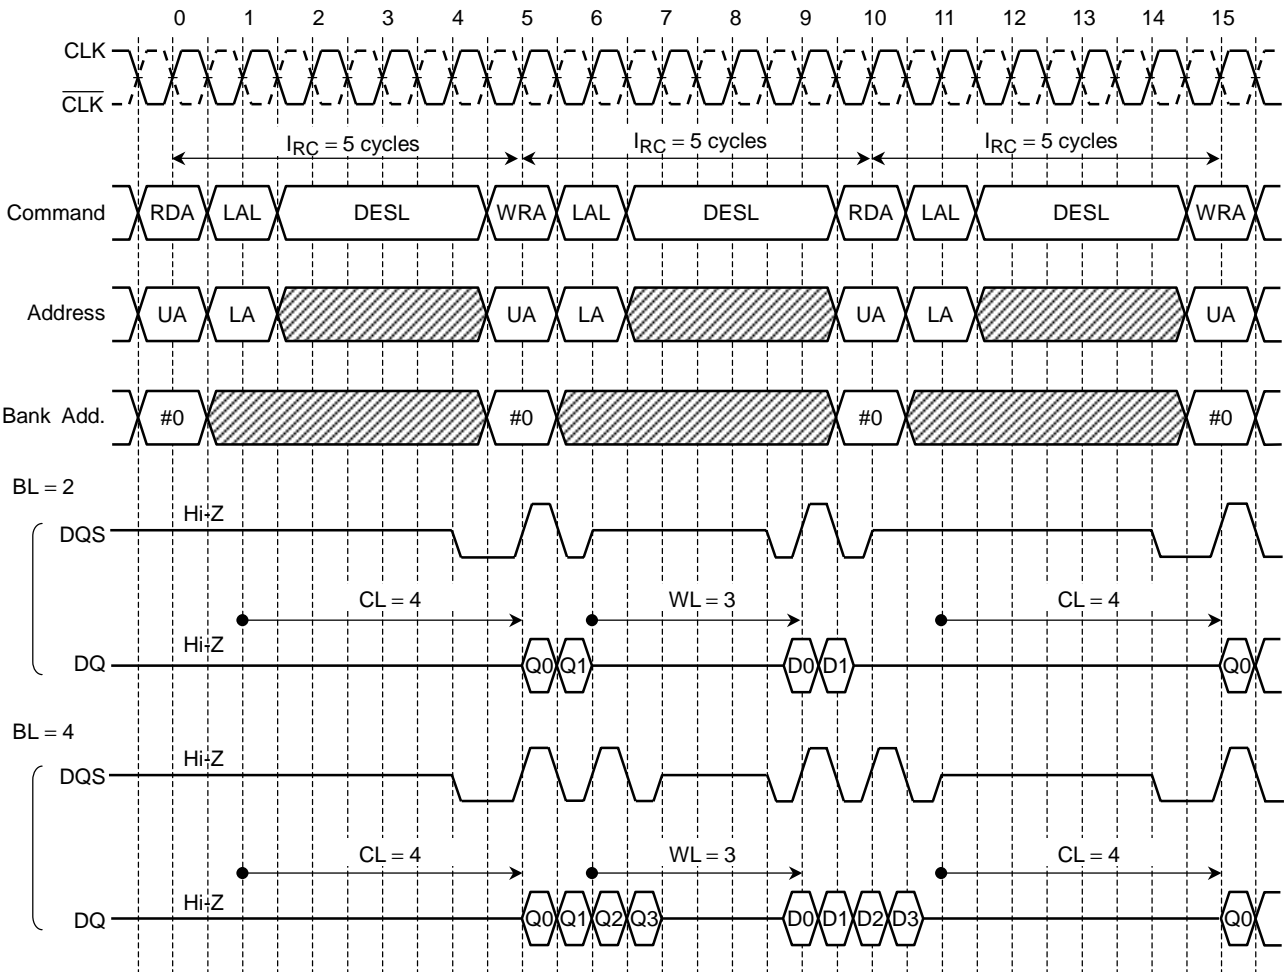 0 1 2 3 4 5 6 7 8 9 10 11 12 13 14 15
CLK
CLK
IRC = 5 cycles IRC = 5 cycles IRC = 5 cycles
Command RDA LAL DESL WRA LAL DESL RDA LAL DESL WRA
Address UA LA UA LA UA LA UA
Bank Add. #0 #0 #0 #0
BL = 2
Hi-Z
DQS
CL = 4 WL = 3 CL = 4
Hi-Z
DQ Q0 Q1 D0 D1 Q0
BL = 4
Hi-Z
DQS
CL = 4 WL = 3 CL = 4
Hi-Z
DQ Q0 Q1 Q2 Q3 D0 D1 D2 D3 Q0